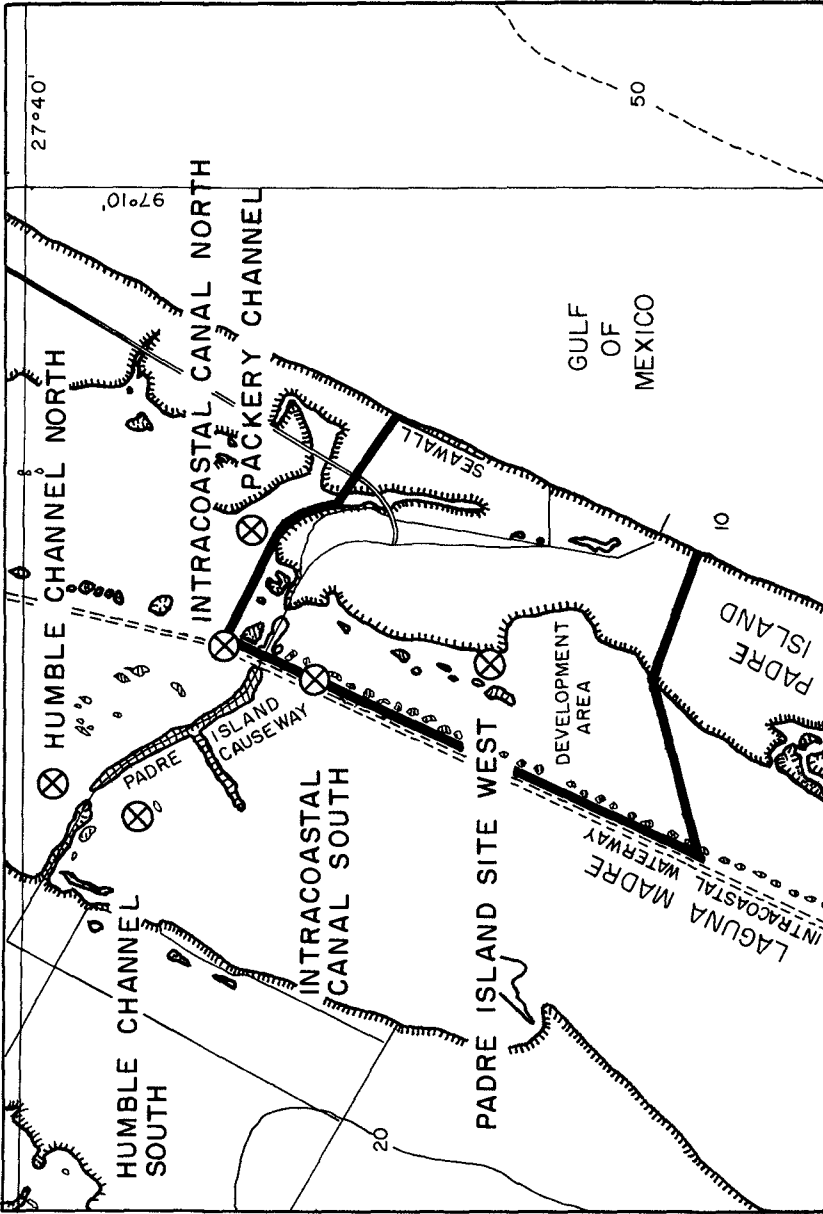 27°40'
97°10'
HUMBLE CHANNEL NORTH
INTRACOASTAL CANAL NORTH
PACKERY CHANNEL
50
GULF
OF
MEXICO
SEAWALL
10
PADRE
ISLAND
DEVELOPMENT
AREA
PADRE ISLAND
CAUSEWAY
HUMBLE CHANNEL
SOUTH
INTRACOASTAL
CANAL SOUTH
PADRE ISLAND SITE WEST
INTRACOASTAL WATERWAY
LAGUNA MADRE
20